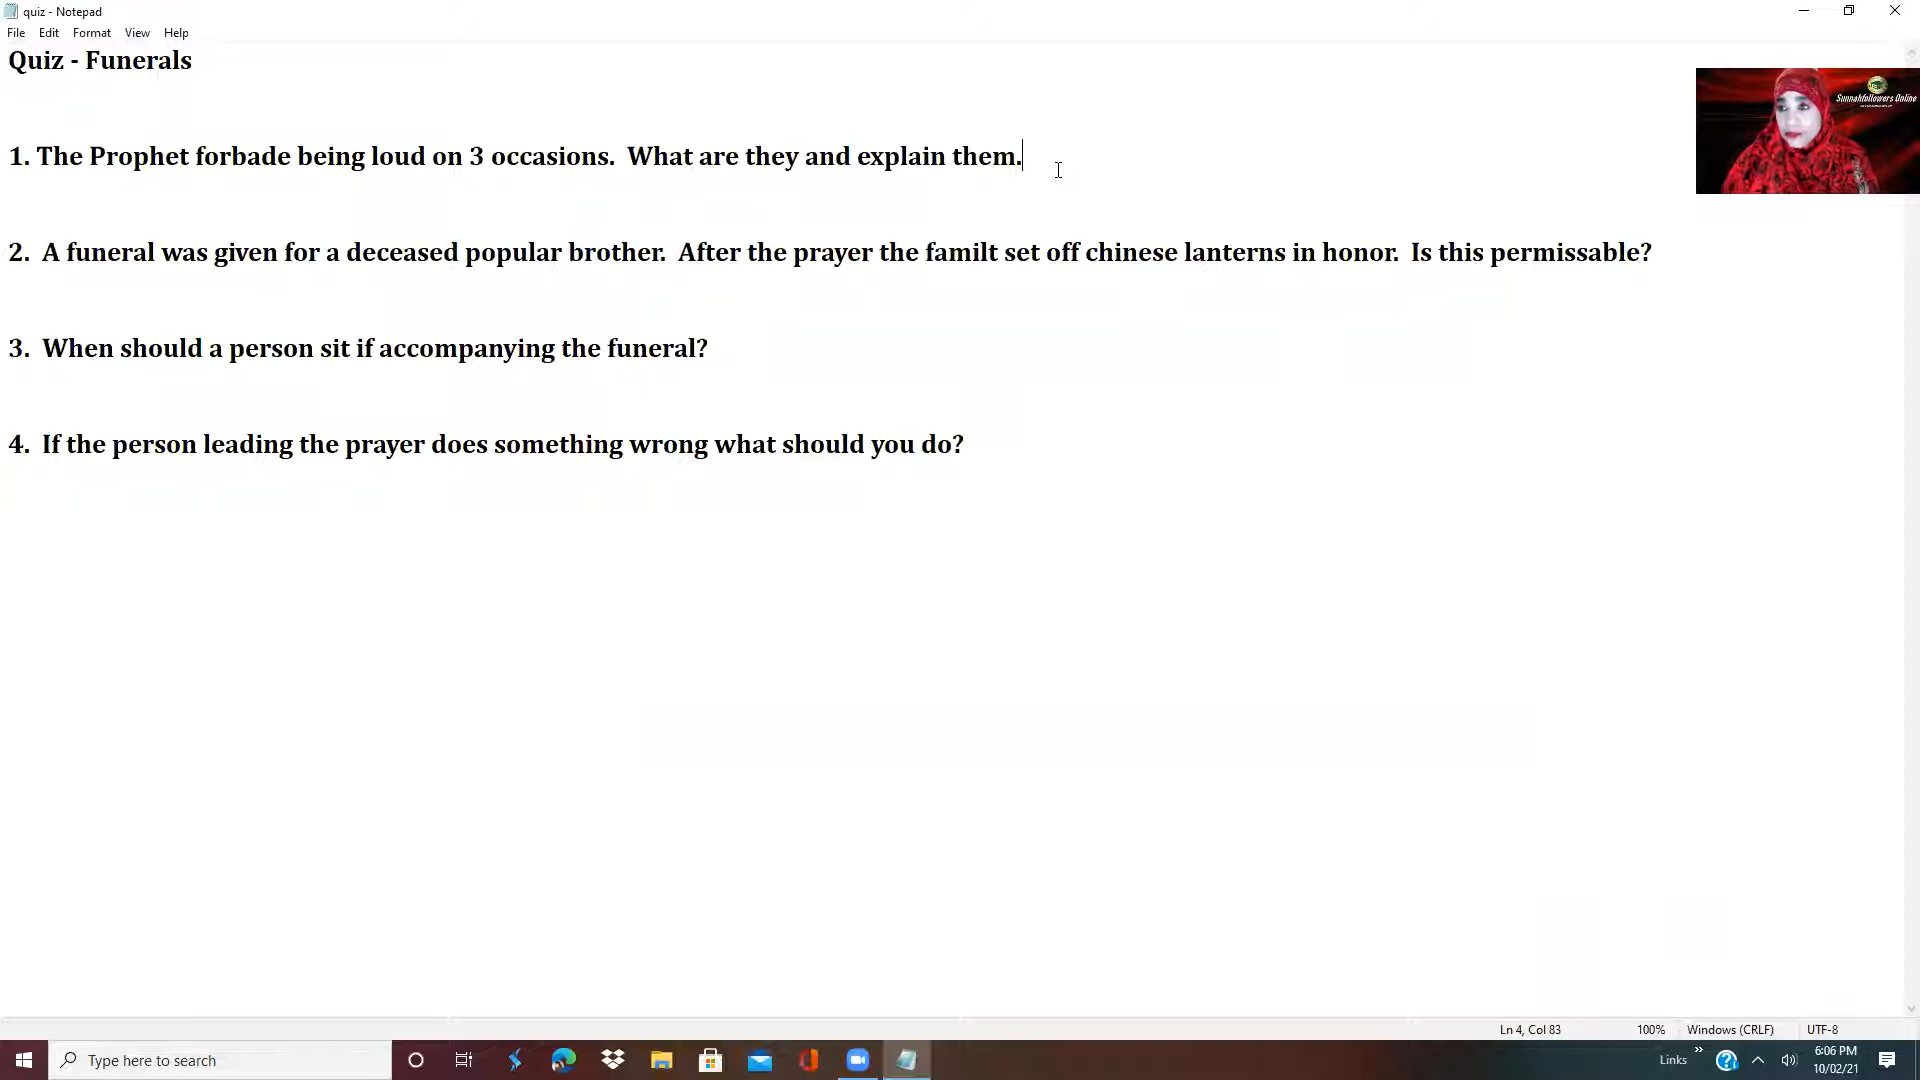 quiz - Notepad
File Edit Format View Help
Quiz - Funerals
1. The Prophet forbade being loud on 3 occasions.  What are they and explain them.
Sunnahfollowers Online
2.  A funeral was given for a deceased popular brother.  After the prayer the familt set off chinese lanterns in honor.  Is this permissable?
3.  When should a person sit if accompanying the funeral?
4.  If the person leading the prayer does something wrong what should you do?
Ln 4, Col 83 100% Windows (CRLF) UTF-8
Type here to search
Links
6:06 PM
10/02/21